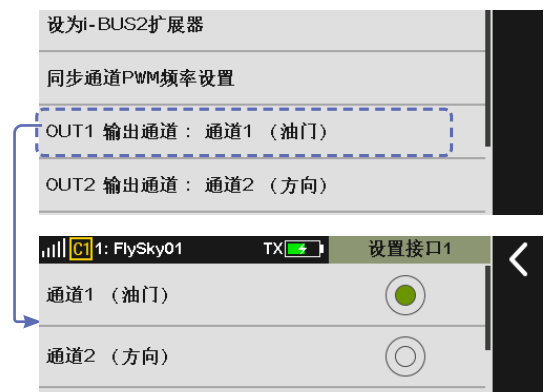 设为i-BUS2扩展器
同步通道PWM频率设置
OUT1 输出通道： 通道1 （油门）
OUT2 输出通道： 通道2 （方向）
C1 1: FlySky01 TX 设置接口1
通道1 （油门）
通道2 （方向）